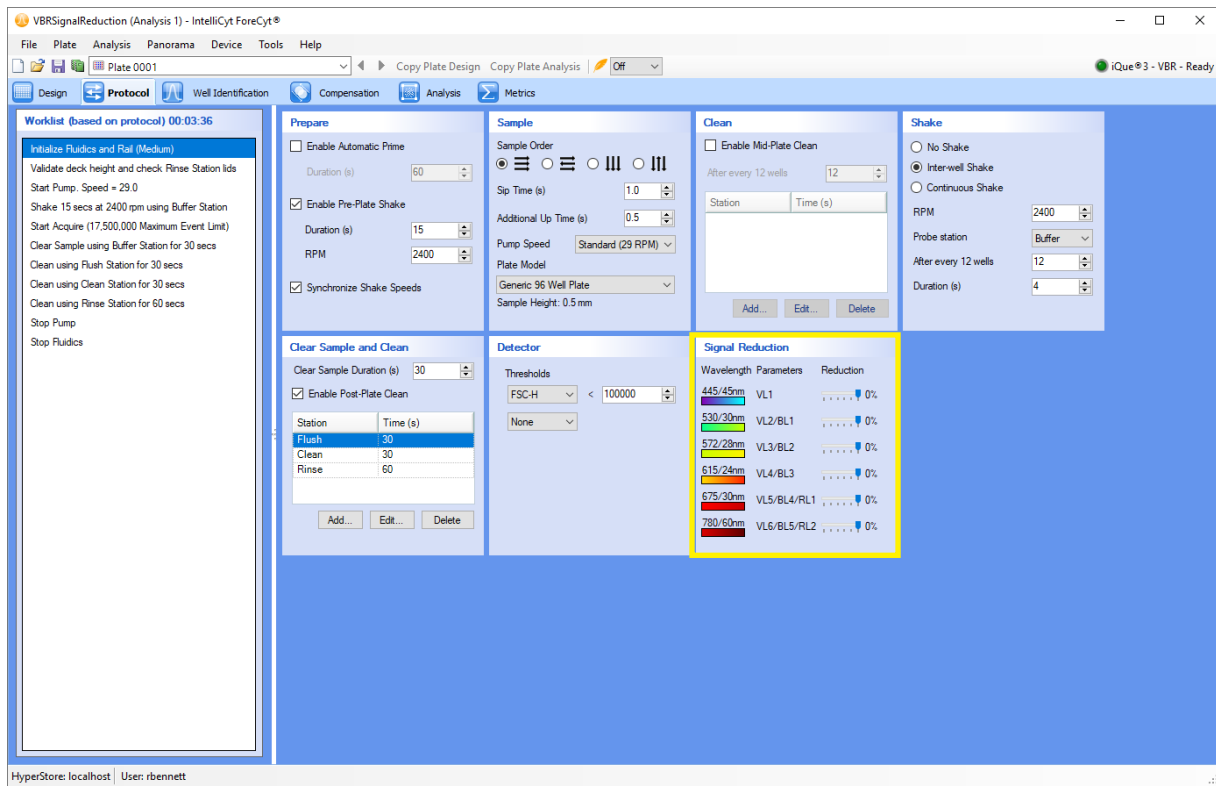 VBRSignalReduction (Analysis 1) - IntelliCyt ForeCyt®
File Plate Analysis Panorama Device Tools Help
Plate 0001 Copy Plate Design Copy Plate Analysis Off iQue®3 - VBR - Ready
Design Protocol Well Identification Compensation Analysis Metrics
Worklist (based on protocol) 00:03:36
Initialize Fluidics and Rail (Medium)
Validate deck height and check Rinse Station lids
Start Pump. Speed = 29.0
Shake 15 secs at 2400 rpm using Buffer Station
Start Acquire (17,500,000 Maximum Event Limit)
Clear Sample using Buffer Station for 30 secs
Clean using Flush Station for 30 secs
Clean using Clean Station for 30 secs
Clean using Rinse Station for 60 secs
Stop Pump
Stop Fluidics
Prepare
Enable Automatic Prime
Duration (s) 60
Enable Pre-Plate Shake
Duration (s) 15
RPM 2400
Synchronize Shake Speeds
Sample
Sample Order
Sip Time (s) 1.0
Additional Up Time (s) 0.5
Pump Speed Standard (29 RPM)
Plate Model
Generic 96 Well Plate
Sample Height: 0.5 mm
Clean
Enable Mid-Plate Clean
After every 12 wells 12
Station Time (s)
Add... Edit... Delete
Shake
No Shake
Inter-well Shake
Continuous Shake
RPM 2400
Probe station Buffer
After every 12 wells 12
Duration (s) 4
Clear Sample and Clean
Clear Sample Duration (s) 30
Enable Post-Plate Clean
Station Time (s)
Flush 30
Clean 30
Rinse 60
Add... Edit... Delete
Detector
Thresholds
FSC-H < 100000
None
Signal Reduction
Wavelength Parameters Reduction
445/45nm VL1 0%
530/30nm VL2/BL1 0%
572/28nm VL3/BL2 0%
615/24nm VL4/BL3 0%
675/30nm VL5/BL4/RL1 0%
780/60nm VL6/BL5/RL2 0%
HyperStore: localhost User: rbennett